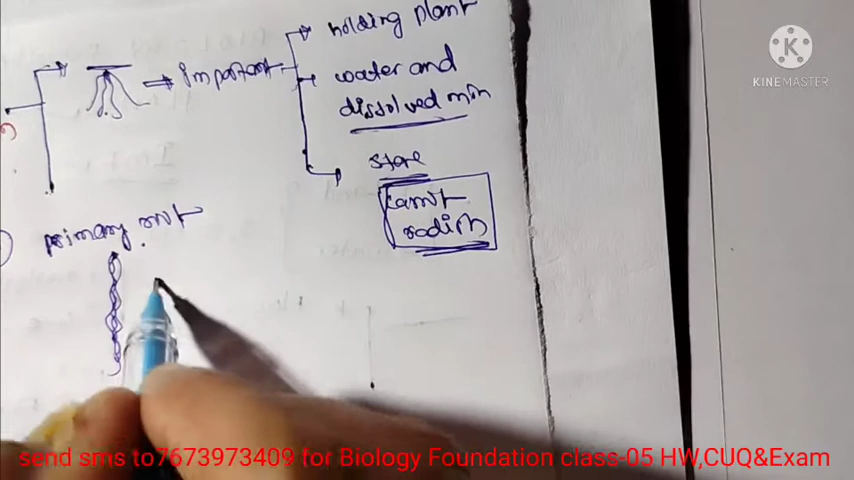 holding plant
important
water and
dissolved min
store
carrot
radish
primary root
KINEMASTER
send sms to7673973409 for Biology Foundation class-05 HW,CUQ&Exam